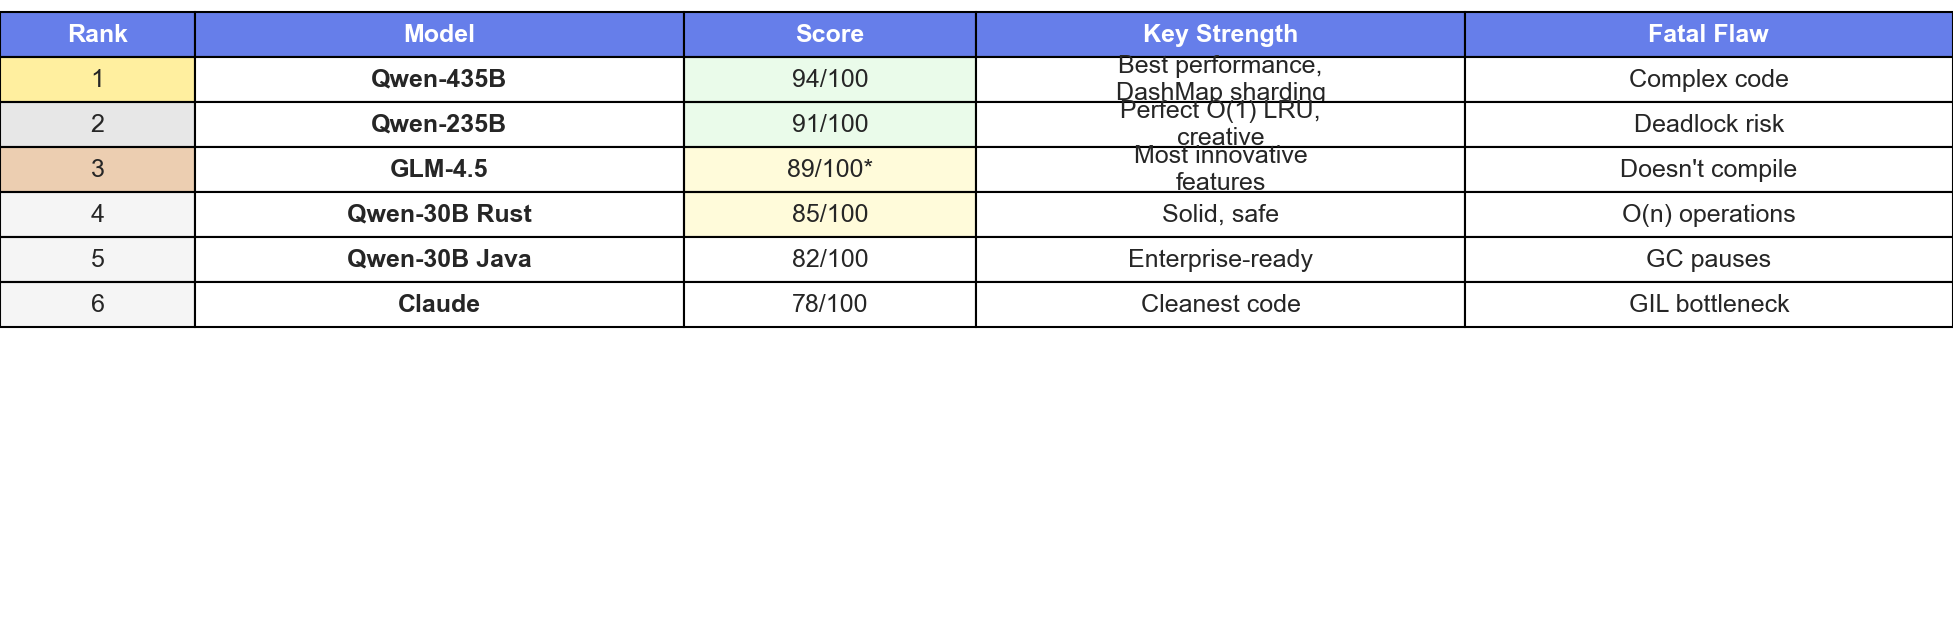 Rank Model Score Key Strength Fatal Flaw
1 Qwen-435B 94/100 Best performance, DashMap sharding Complex code
2 Qwen-235B 91/100 Perfect O(1) LRU, creative Deadlock risk
3 GLM-4.5 89/100* Most innovative features Doesn't compile
4 Qwen-30B Rust 85/100 Solid, safe O(n) operations
5 Qwen-30B Java 82/100 Enterprise-ready GC pauses
6 Claude 78/100 Cleanest code GIL bottleneck